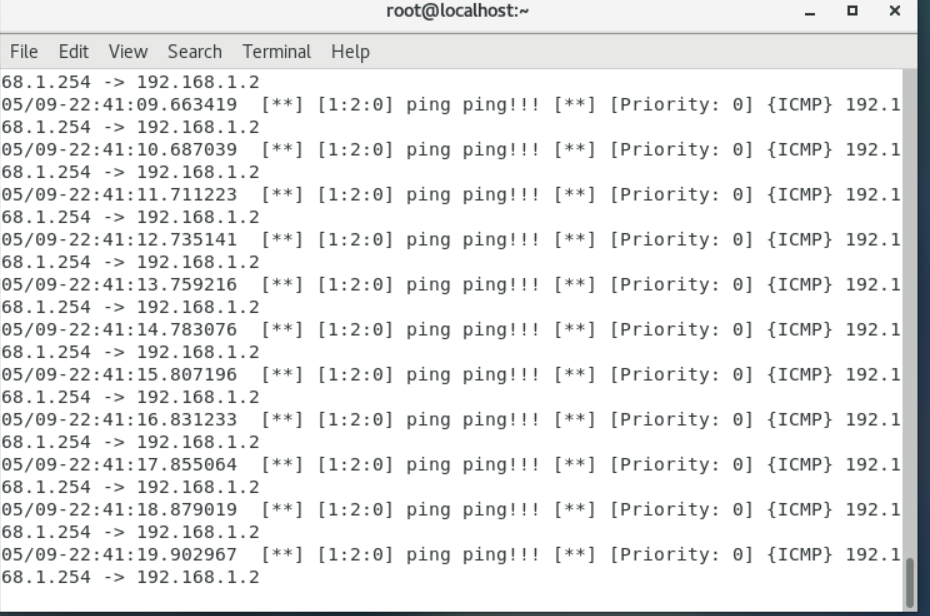 root@localhost:~
File Edit View Search Terminal Help
68.1.254 -> 192.168.1.2
05/09-22:41:09.663419  [**] [1:2:0] ping ping!!! [**] [Priority: 0] {ICMP} 192.1
68.1.254 -> 192.168.1.2
05/09-22:41:10.687039  [**] [1:2:0] ping ping!!! [**] [Priority: 0] {ICMP} 192.1
68.1.254 -> 192.168.1.2
05/09-22:41:11.711223  [**] [1:2:0] ping ping!!! [**] [Priority: 0] {ICMP} 192.1
68.1.254 -> 192.168.1.2
05/09-22:41:12.735141  [**] [1:2:0] ping ping!!! [**] [Priority: 0] {ICMP} 192.1
68.1.254 -> 192.168.1.2
05/09-22:41:13.759216  [**] [1:2:0] ping ping!!! [**] [Priority: 0] {ICMP} 192.1
68.1.254 -> 192.168.1.2
05/09-22:41:14.783076  [**] [1:2:0] ping ping!!! [**] [Priority: 0] {ICMP} 192.1
68.1.254 -> 192.168.1.2
05/09-22:41:15.807196  [**] [1:2:0] ping ping!!! [**] [Priority: 0] {ICMP} 192.1
68.1.254 -> 192.168.1.2
05/09-22:41:16.831233  [**] [1:2:0] ping ping!!! [**] [Priority: 0] {ICMP} 192.1
68.1.254 -> 192.168.1.2
05/09-22:41:17.855064  [**] [1:2:0] ping ping!!! [**] [Priority: 0] {ICMP} 192.1
68.1.254 -> 192.168.1.2
05/09-22:41:18.879019  [**] [1:2:0] ping ping!!! [**] [Priority: 0] {ICMP} 192.1
68.1.254 -> 192.168.1.2
05/09-22:41:19.902967  [**] [1:2:0] ping ping!!! [**] [Priority: 0] {ICMP} 192.1
68.1.254 -> 192.168.1.2